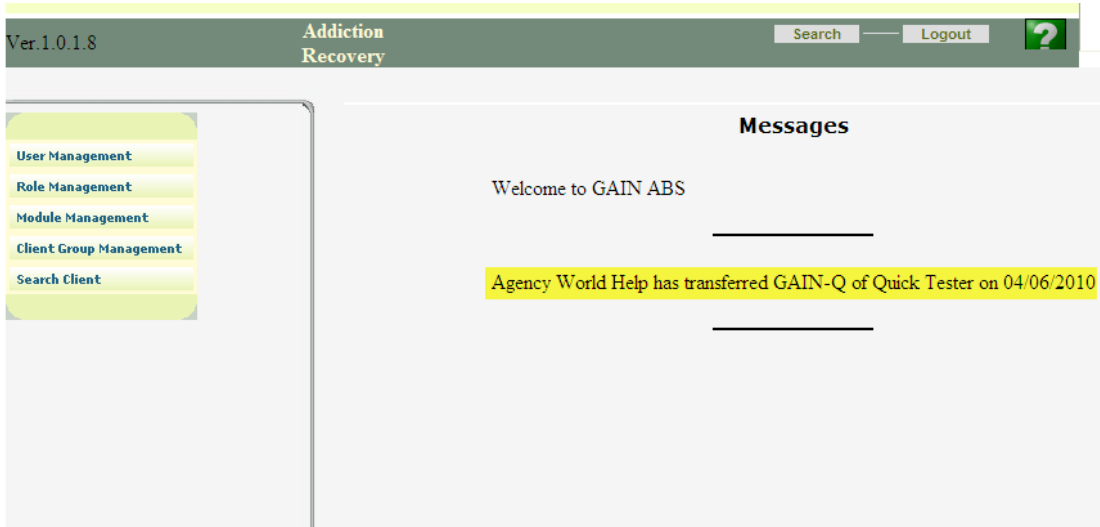 Ver.1.0.1.8
Addiction
Recovery
Search
Logout
?
User Management
Role Management
Module Management
Client Group Management
Search Client
Messages
Welcome to GAIN ABS
Agency World Help has transferred GAIN-Q of Quick Tester on 04/06/2010